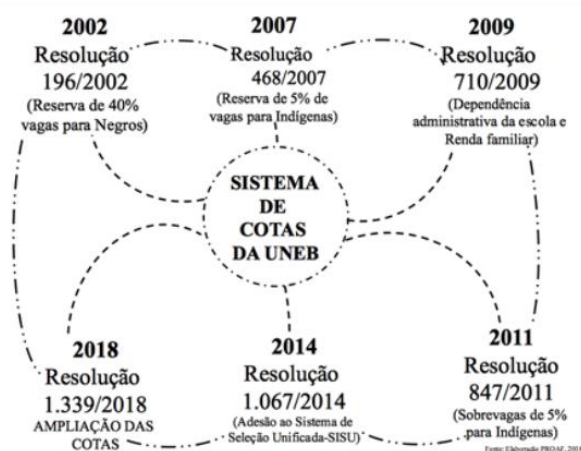 2002
Resolução
196/2002
(Reserva de 40%
vagas para Negros)
2007
Resolução
468/2007
(Reserva de 5% de
vagas para Indígenas)
2009
Resolução
710/2009
(Dependência
administrativa da escola e
Renda familiar)
SISTEMA
DE
COTAS
DA UNEB
2018
Resolução
1.339/2018
AMPLIAÇÃO DAS
COTAS
2014
Resolução
1.067/2014
(Adesão ao Sistema de
Seleção Unificada-SISU)
2011
Resolução
847/2011
(Sobrevagas de 5%
para Indígenas)
Fonte: Elaboração PROAF,